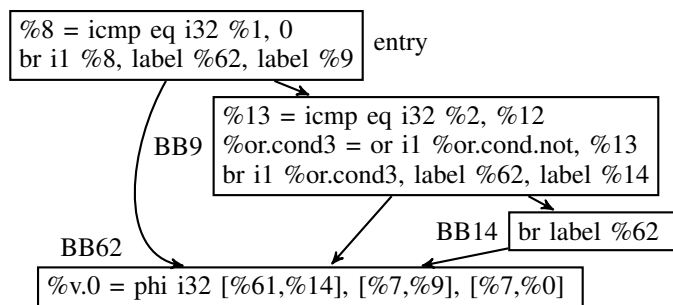 %8 = icmp eq i32 %1, 0
br i1 %8, label %62, label %9
entry
%13 = icmp eq i32 %2, %12
%or.cond3 = or i1 %or.cond.not, %13
br i1 %or.cond3, label %62, label %14
BB9
br label %62
BB14
BB62
%v.0 = phi i32 [%61,%14], [%7,%9], [%7,%0]